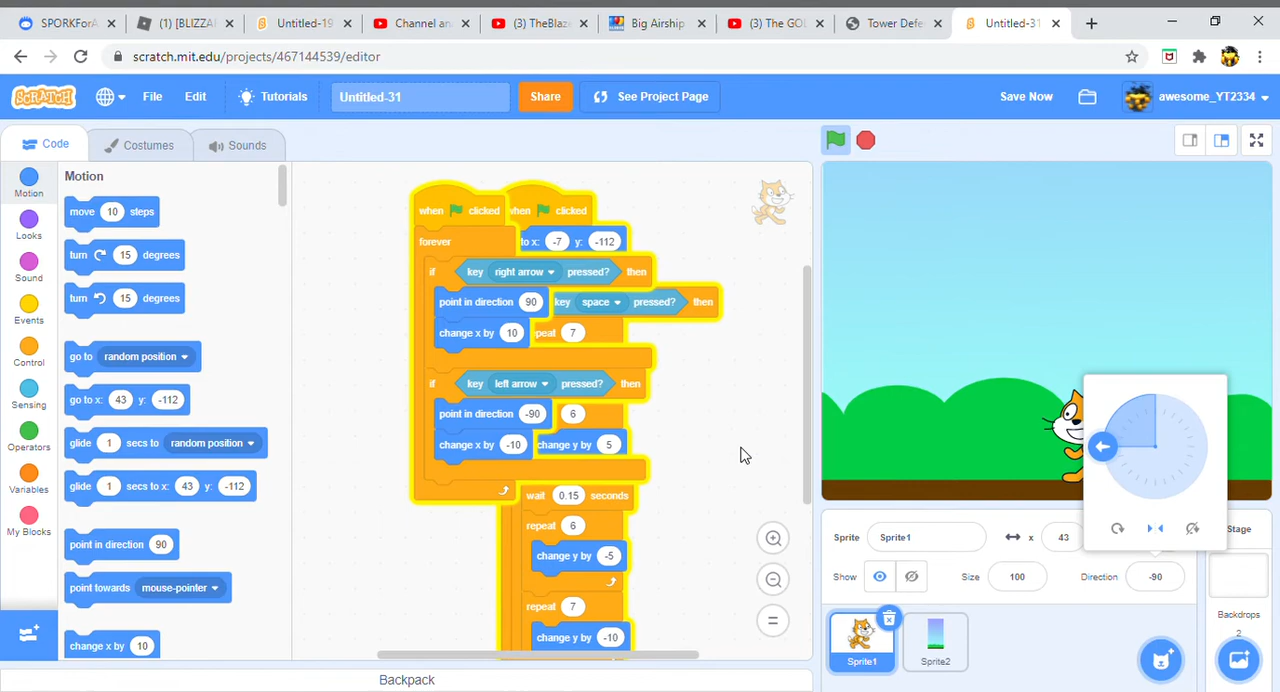 SPORKForA
(1) [BLIZZAI
Untitled-19
Channel an
(3) TheBlaze
Big Airship
(3) The GOL
Tower Defe
Untitled-31
scratch.mit.edu/projects/467144539/editor
SCRATCH
File
Edit
Tutorials
Untitled-31
Share
See Project Page
Save Now
awesome_YT2334
Code
Costumes
Sounds
Motion
Looks
Sound
Events
Control
Sensing
Operators
Variables
My Blocks
Motion
move 10 steps
turn 15 degrees
turn 15 degrees
go to random position
go to x: 43 y: -112
glide 1 secs to random position
glide 1 secs to x: 43 y: -112
point in direction 90
point towards mouse-pointer
change x by 10
when clicked
forever
if key right arrow pressed? then
point in direction 90
change x by 10
if key left arrow pressed? then
point in direction -90
change x by -10
when clicked
to x: -7 y: -112
key space pressed? then
peat 7
6
change y by 5
wait 0.15 seconds
repeat 6
change y by -5
repeat 7
change y by -10
Sprite Sprite1
x 43
Show
Size 100
Direction -90
Sprite1
Sprite2
Stage
Backdrops
2
Backpack